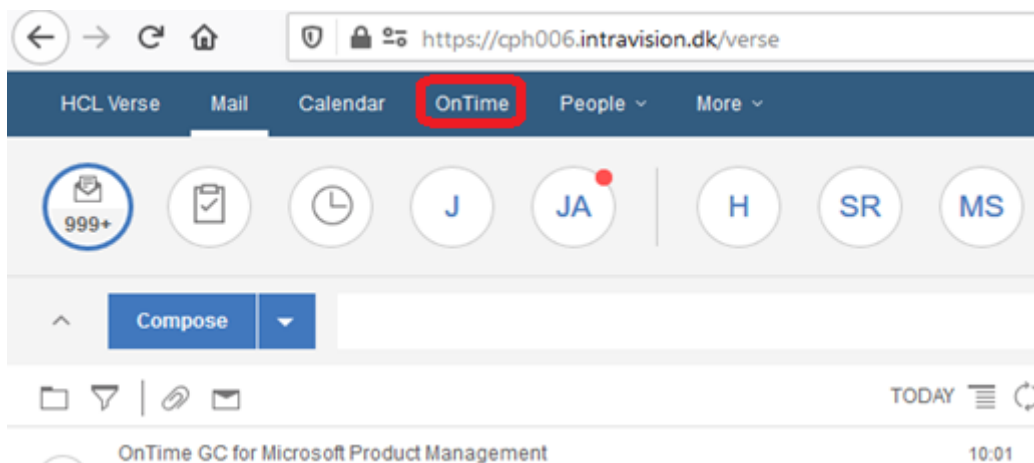 https://cph006.intravision.dk/verse
HCL Verse Mail Calendar OnTime People More
999+ J JA H SR MS
Compose
TODAY
OnTime GC for Microsoft Product Management 10:01